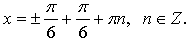 x = ± π/6 + π/6 + πn, n ∈ Z.